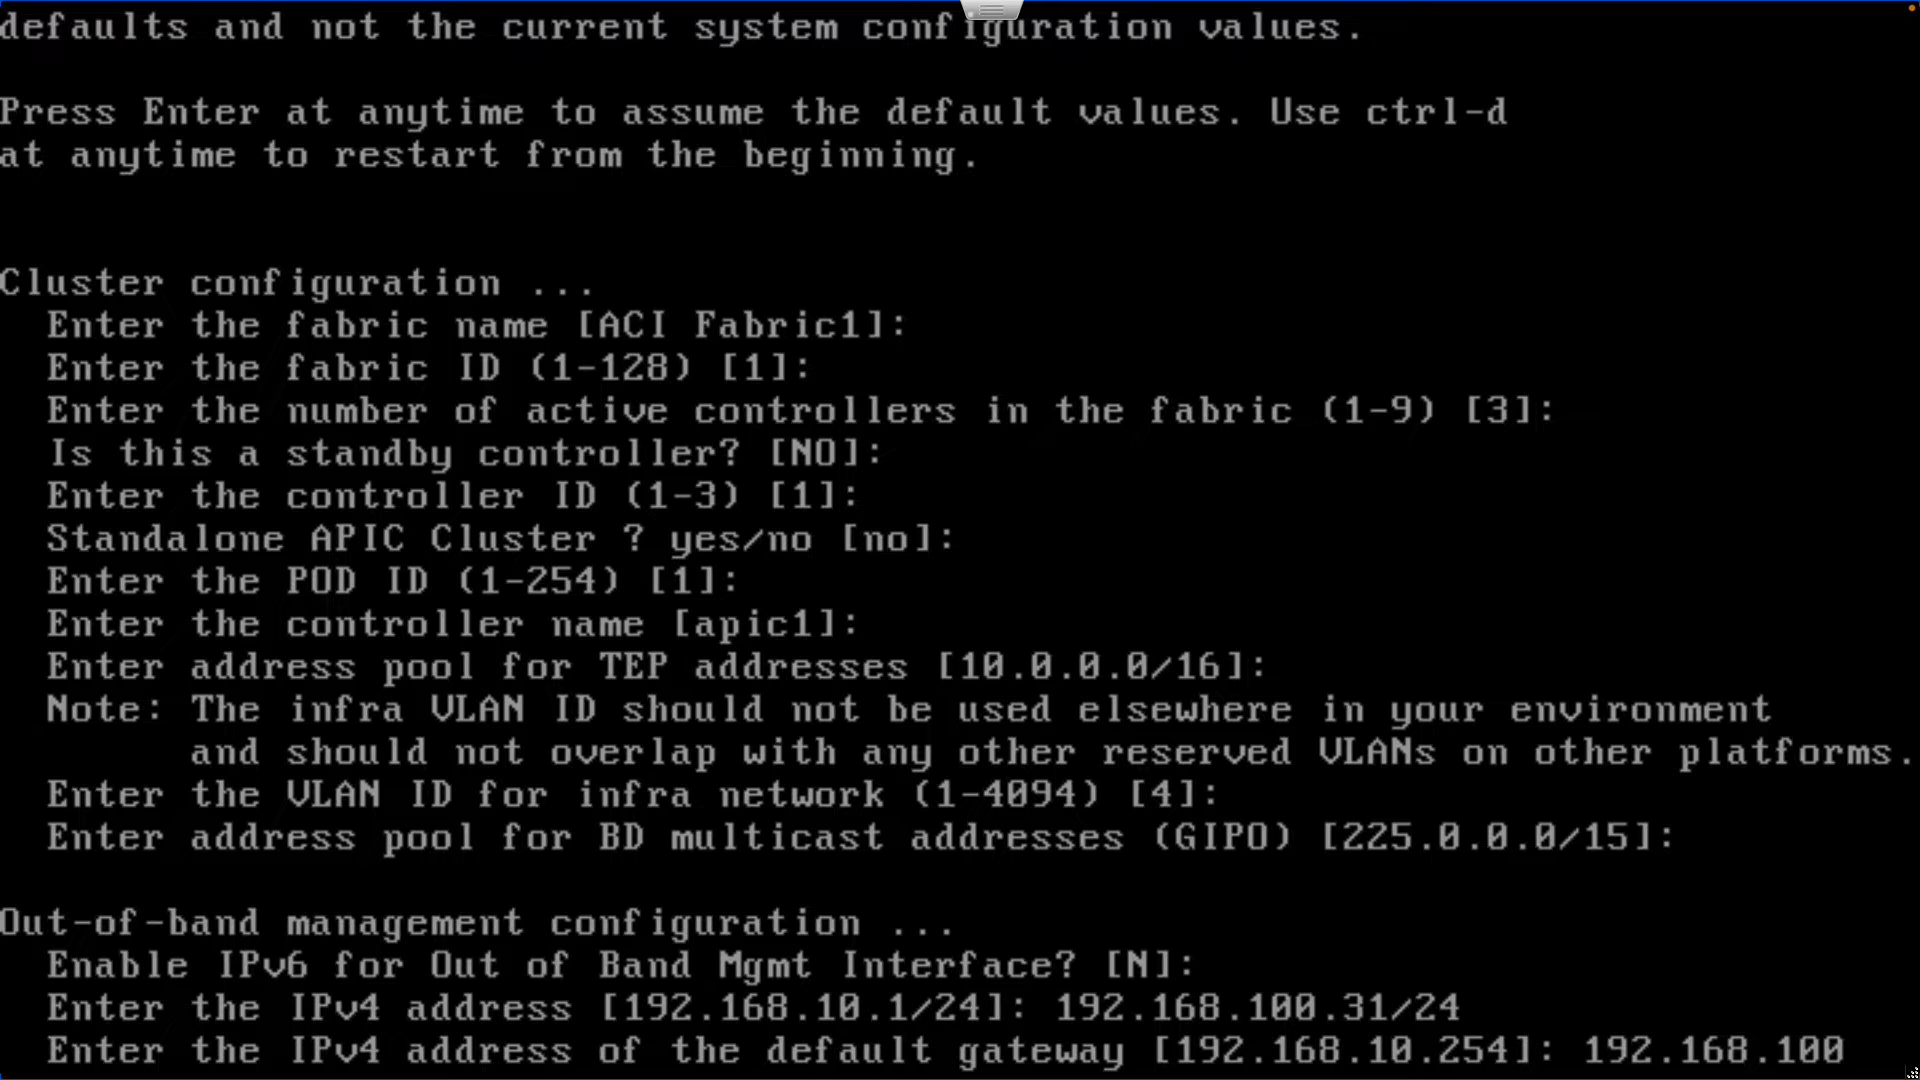 defaults and not the current system configuration values.
Press Enter at anytime to assume the default values. Use ctrl-d
at anytime to restart from the beginning.
Cluster configuration ...
Enter the fabric name [ACI Fabric1]:
Enter the fabric ID (1-128) [1]:
Enter the number of active controllers in the fabric (1-9) [3]:
Is this a standby controller? [NO]:
Enter the controller ID (1-3) [1]:
Standalone APIC Cluster ? yes/no [no]:
Enter the POD ID (1-254) [1]:
Enter the controller name [apic1]:
Enter address pool for TEP addresses [10.0.0.0/16]:
Note: The infra VLAN ID should not be used elsewhere in your environment
and should not overlap with any other reserved VLANs on other platforms.
Enter the VLAN ID for infra network (1-4094) [4]:
Enter address pool for BD multicast addresses (GIPO) [225.0.0.0/15]:
Out-of-band management configuration ...
Enable IPv6 for Out of Band Mgmt Interface? [N]:
Enter the IPv4 address [192.168.10.1/24]: 192.168.100.31/24
Enter the IPv4 address of the default gateway [192.168.10.254]: 192.168.100